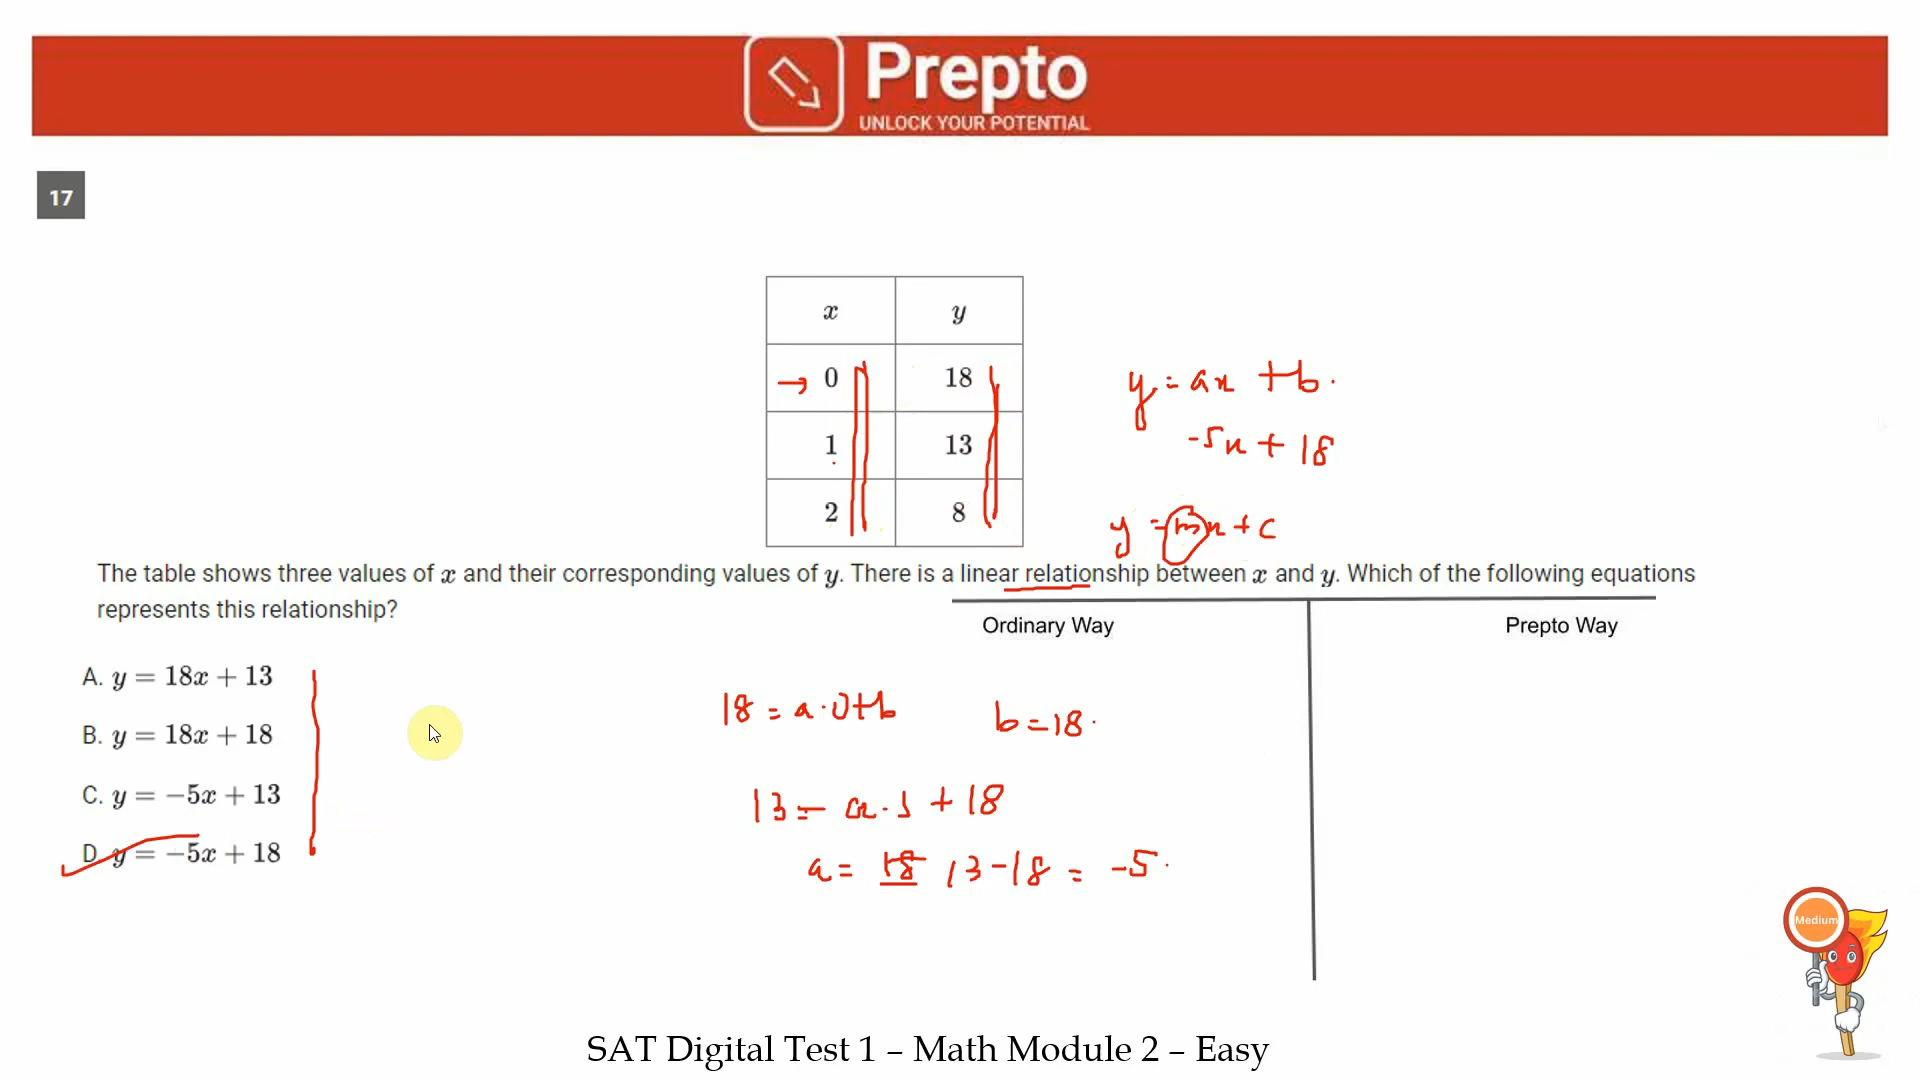 Prepto
UNLOCK YOUR POTENTIAL
17
x y
→ 0 18
1 13
2 8
y = ax + b.
-5x + 18
y = mx + c
The table shows three values of x and their corresponding values of y. There is a linear relationship between x and y. Which of the following equations
represents this relationship?
Ordinary Way
Prepto Way
A. y = 18x + 13
B. y = 18x + 18
C. y = −5x + 13
D. y = −5x + 18
18 = a·0+b
b = 18.
13 = a·1 + 18
a = 18 13-18 = -5.
Medium
SAT Digital Test 1 – Math Module 2 – Easy